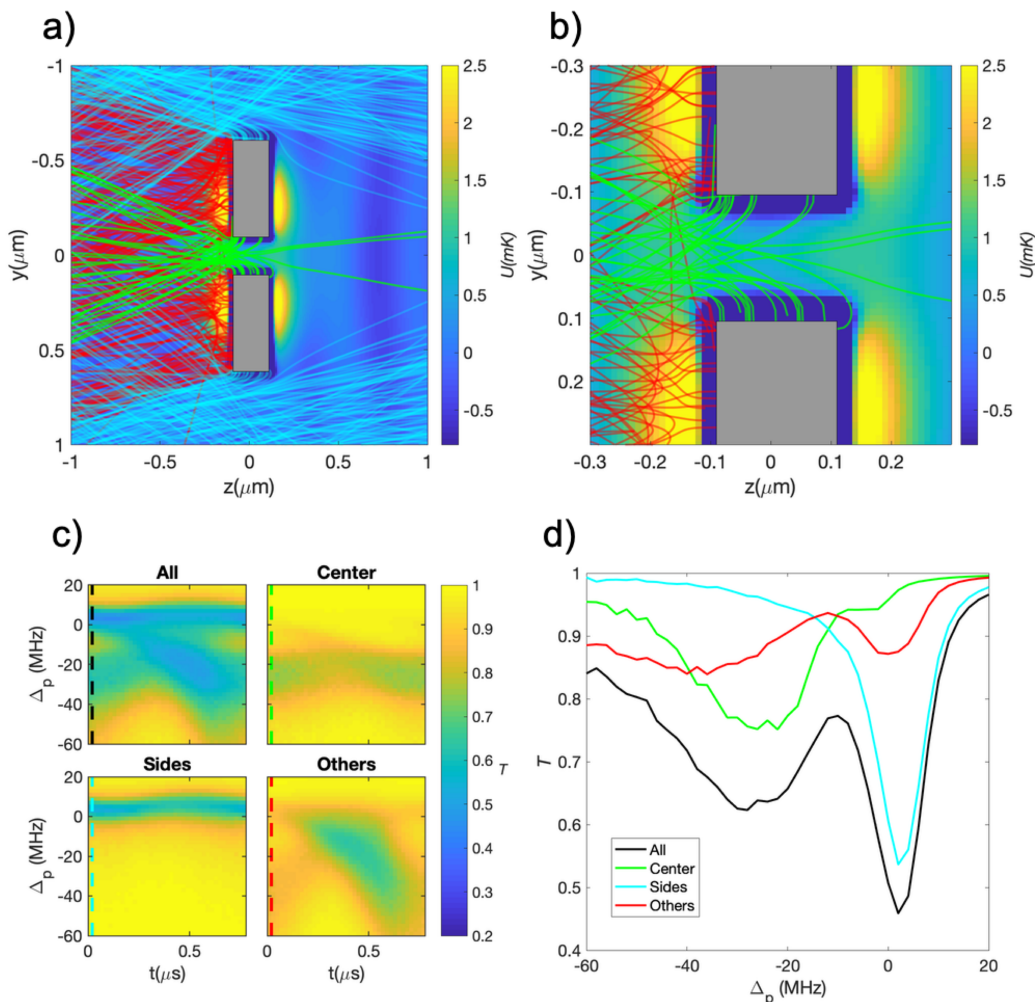 a)
b)
-1
-0.5
0
0.5
1
y(μm)
-1
-0.5
0
0.5
1
z(μm)
2.5
2
1.5
1
0.5
0
-0.5
U(mK)
-0.3
-0.2
-0.1
0
0.1
0.2
y(μm)
-0.3
-0.2
-0.1
0
0.1
0.2
z(μm)
2.5
2
1.5
1
0.5
0
-0.5
U(mK)
c)
d)
All
Center
20
0
-20
-40
-60
Δp (MHz)
Sides
Others
20
0
-20
-40
-60
Δp (MHz)
0
0.5
t(μs)
0
0.5
t(μs)
1
0.9
0.8
0.7
0.6
0.5
0.4
0.3
0.2
T
1
0.9
0.8
0.7
0.6
0.5
0.4
T
All
Center
Sides
Others
-60
-40
-20
0
20
Δp (MHz)